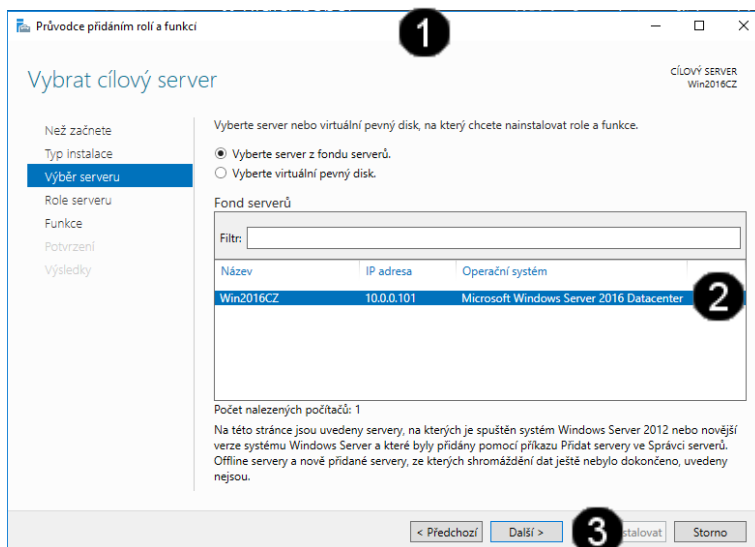 Průvodce přidáním rolí a funkcí
1
Vybrat cílový server
CÍLOVÝ SERVER
Win2016CZ
Než začnete
Typ instalace
Výběr serveru
Role serveru
Funkce
Potvrzení
Výsledky
Vyberte server nebo virtuální pevný disk, na který chcete nainstalovat role a funkce.
Vyberte server z fondu serverů.
Vyberte virtuální pevný disk.
Fond serverů
Filtr:
Název IP adresa Operační systém
Win2016CZ 10.0.0.101 Microsoft Windows Server 2016 Datacenter
2
Počet nalezených počítačů: 1
Na této stránce jsou uvedeny servery, na kterých je spuštěn systém Windows Server 2012 nebo novější
verze systému Windows Server a které byly přidány pomocí příkazu Přidat servery ve Správci serverů.
Offline servery a nově přidané servery, ze kterých shromáždění dat ještě nebylo dokončeno, uvedeny
nejsou.
< Předchozí Další > 3 stalovat Storno